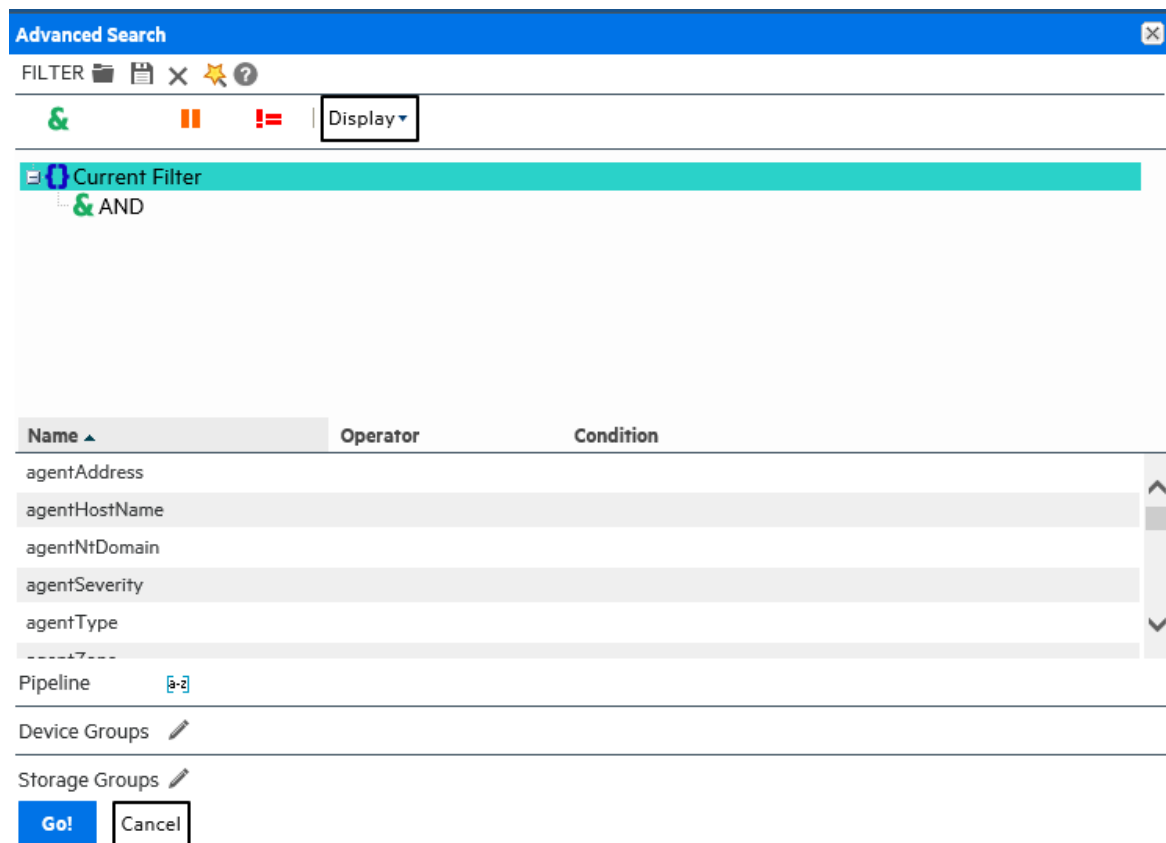 Advanced Search
FILTER
& != | Display
Current Filter
& AND
Name Operator Condition
agentAddress
agentHostName
agentNtDomain
agentSeverity
agentType
Pipeline [a-z]
Device Groups
Storage Groups
Go! Cancel